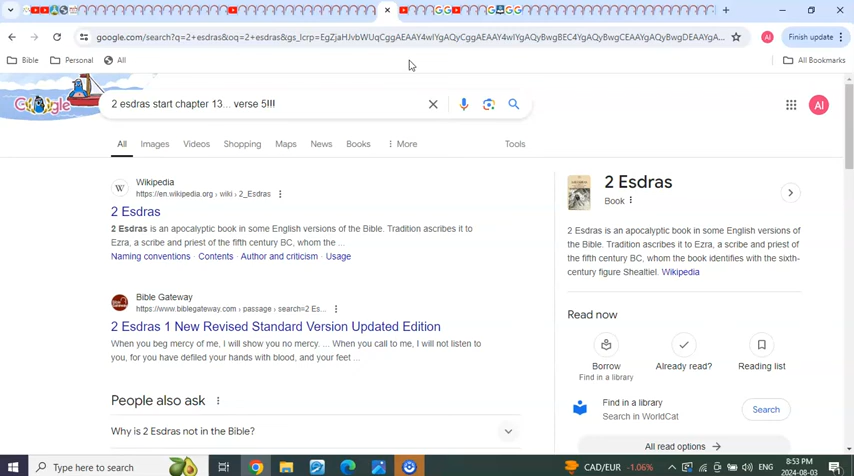 google.com/search?q=2+esdras&oq=2+esdras&gs_lcrp=EgZjaHJvbWUqCggAEAAY4wIYgAQyCggAEAAY4wIYgAQyBwgBEC4YgAQyBwgCEAAYgAQyBwgDEAAYgA...
AI
Finish update
Bible
Personal
All
All Bookmarks
Google
2 esdras start chapter 13... verse 5!!!
AI
All
Images
Videos
Shopping
Maps
News
Books
More
Tools
W
Wikipedia
https://en.wikipedia.org › wiki › 2_Esdras
2 Esdras
2 Esdras is an apocalyptic book in some English versions of the Bible. Tradition ascribes it to
Ezra, a scribe and priest of the fifth century BC, whom the ...
Naming conventions · Contents · Author and criticism · Usage
Bible Gateway
https://www.biblegateway.com › passage › search=2 Es...
2 Esdras 1 New Revised Standard Version Updated Edition
When you beg mercy of me, I will show you no mercy. ... When you call to me, I will not listen to
you, for you have defiled your hands with blood, and your feet ...
People also ask
Why is 2 Esdras not in the Bible?
2 Esdras
Book
2 Esdras is an apocalyptic book in some English versions of
the Bible. Tradition ascribes it to Ezra, a scribe and priest of
the fifth century BC, whom the book identifies with the sixth-
century figure Shealtiel. Wikipedia
Read now
Borrow
Find in a library
Already read?
Reading list
Find in a library
Search in WorldCat
Search
All read options
Type here to search
CAD/EUR -1.06%
ENG
8:53 PM
2024-08-03